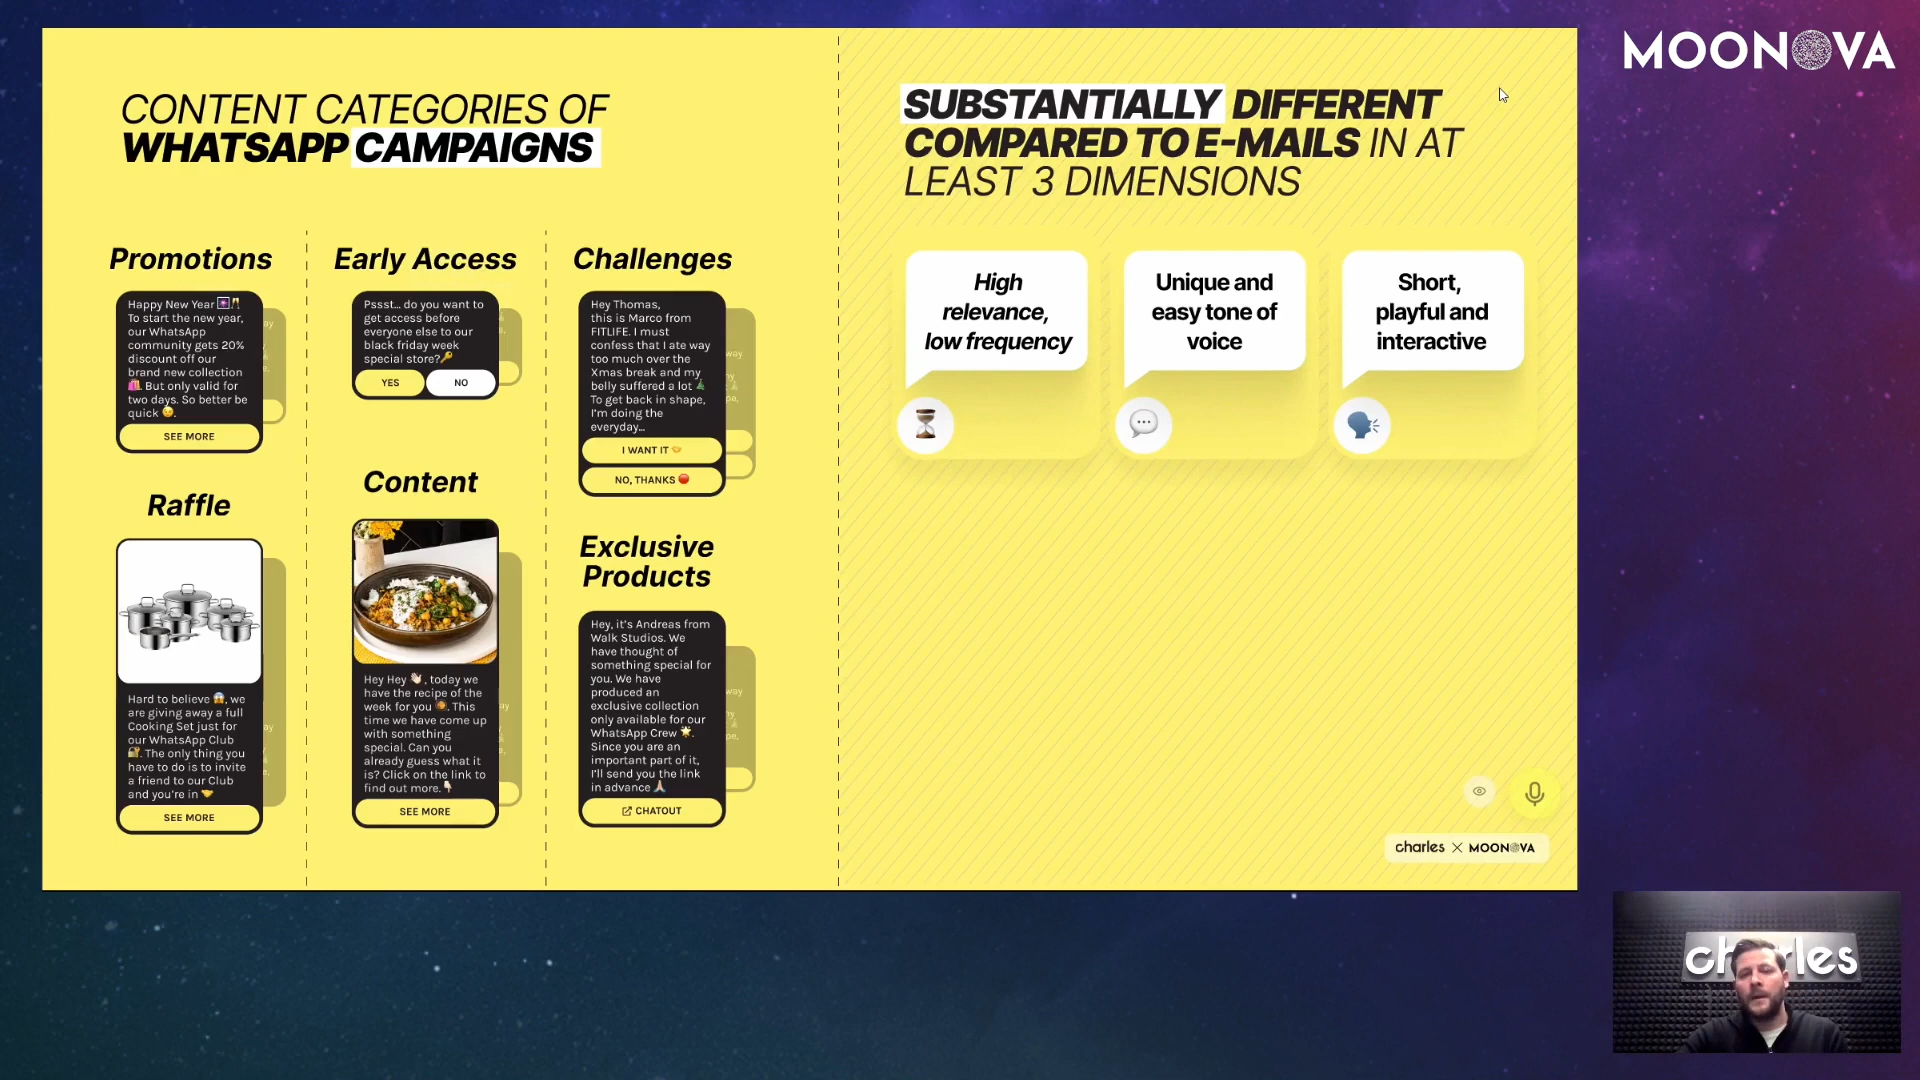 MOONOVA
CONTENT CATEGORIES OF
WHATSAPP CAMPAIGNS
Promotions
Happy New Year
To start the new year,
our WhatsApp
community gets 20%
discount off our
brand new collection
. But only valid for
two days. So better be
quick .
SEE MORE
Raffle
Hard to believe , we
are giving away a full
Cooking Set just for
our WhatsApp Club
. The only thing you
have to do is to invite
a friend to our Club
and you're in
SEE MORE
Early Access
Pssst... do you want to
get access before
everyone else to our
black friday week
special store?
YES NO
Content
Hey Hey , today we
have the recipe of the
week for you . This
time we have come up
with something
special. Can you
already guess what it
is? Click on the link to
find out more.
SEE MORE
Challenges
Hey Thomas,
this is Marco from
FITLIFE. I must
confess that I ate way
too much over the
Xmas break and my
belly suffered a lot
To get back in shape,
I'm doing the
everyday...
I WANT IT
NO, THANKS
Exclusive
Products
Hey, it's Andreas from
Walk Studios. We
have thought of
something special for
you. We have
produced an
exclusive collection
only available for our
WhatsApp Crew .
Since you are an
important part of it,
I'll send you the link
in advance
CHATOUT
SUBSTANTIALLY DIFFERENT
COMPARED TO E-MAILS IN AT
LEAST 3 DIMENSIONS
High
relevance,
low frequency
Unique and
easy tone of
voice
Short,
playful and
interactive
charles X MOONOVA
charles